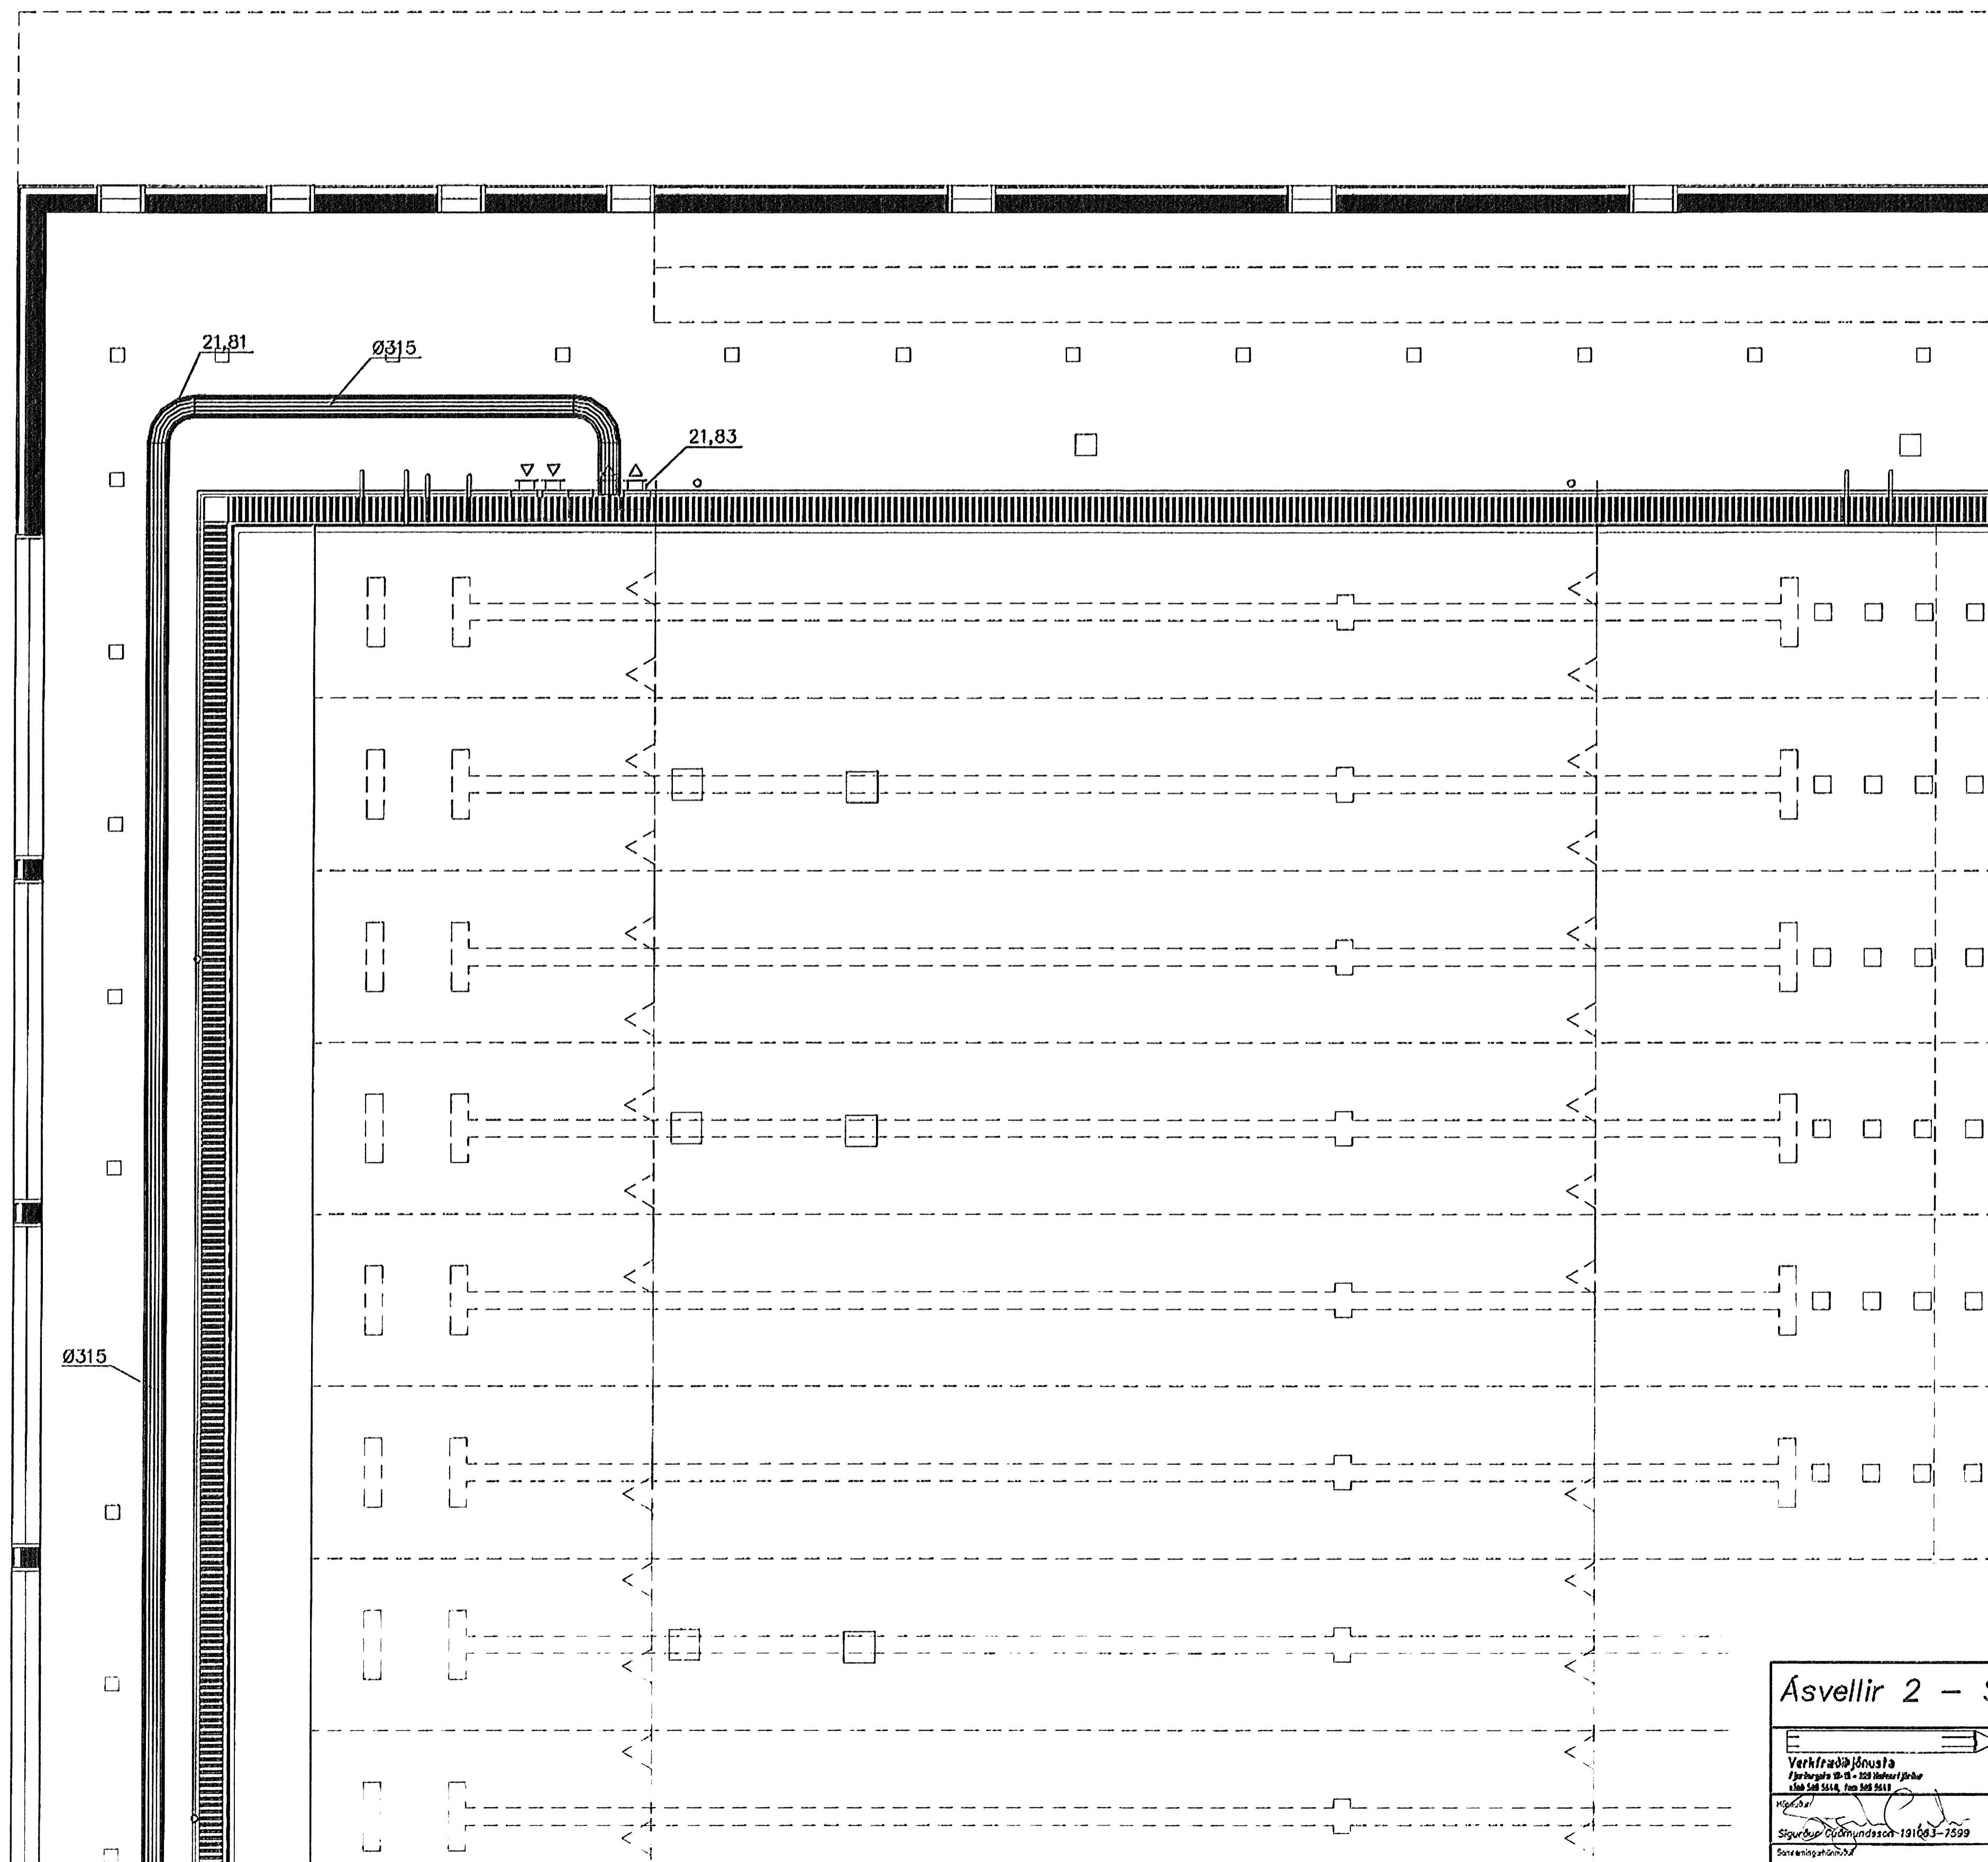 21,81
Ø315
21,83
Ø315
Ásvellir 2 –
Verkfræðiþjónusta
Sigurður Guðmundsson 191063-7599